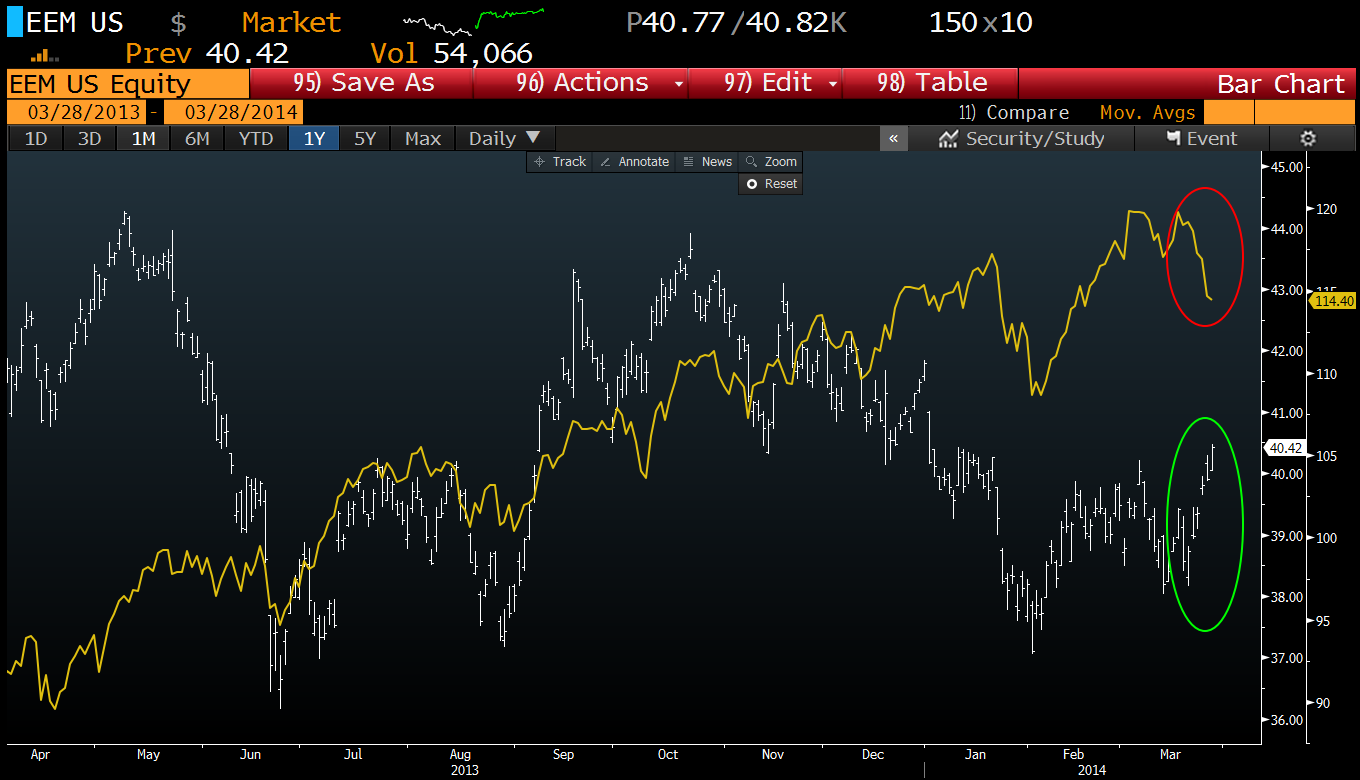 EEM US $ Market P40.77/40.82K 150x10
Prev 40.42 Vol 54,066
EEM US Equity 95) Save As 96) Actions 97) Edit 98) Table Bar Chart
03/28/2013 - 03/28/2014 11) Compare Mov. Avgs
1D 3D 1M 6M YTD 1Y 5Y Max Daily ▼ « Security/Study Event
Track Annotate News Zoom
Reset
45.00
120
44.00
43.00
115
114.40
42.00
110
41.00
40.42
105
40.00
39.00
100
38.00
95
37.00
90
36.00
Apr May Jun Jul Aug Sep Oct Nov Dec Jan Feb Mar
2013 2014